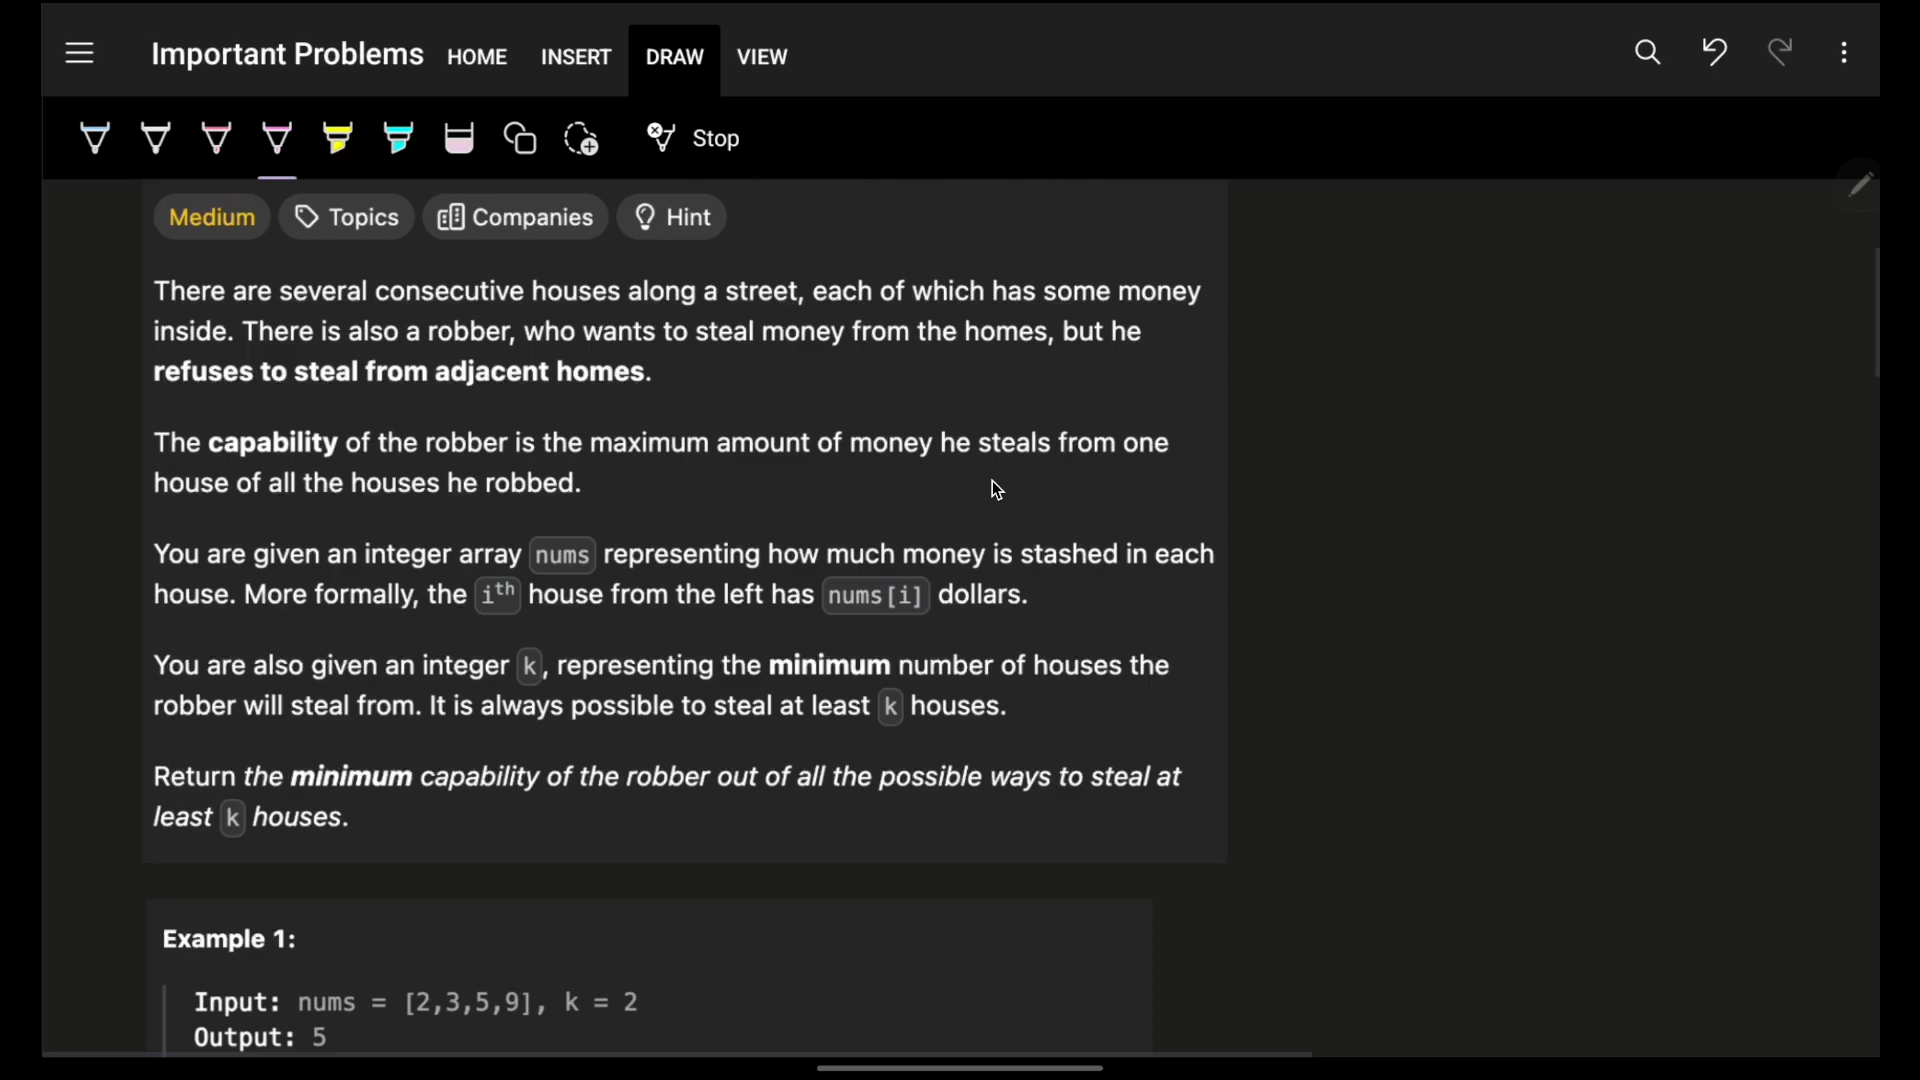 Important Problems HOME INSERT DRAW VIEW
Stop
Medium Topics Companies Hint
There are several consecutive houses along a street, each of which has some money
inside. There is also a robber, who wants to steal money from the homes, but he
refuses to steal from adjacent homes.
The capability of the robber is the maximum amount of money he steals from one
house of all the houses he robbed.
You are given an integer array nums representing how much money is stashed in each
house. More formally, the ith house from the left has nums[i] dollars.
You are also given an integer k, representing the minimum number of houses the
robber will steal from. It is always possible to steal at least k houses.
Return the minimum capability of the robber out of all the possible ways to steal at
least k houses.
Example 1:
Input: nums = [2,3,5,9], k = 2
Output: 5